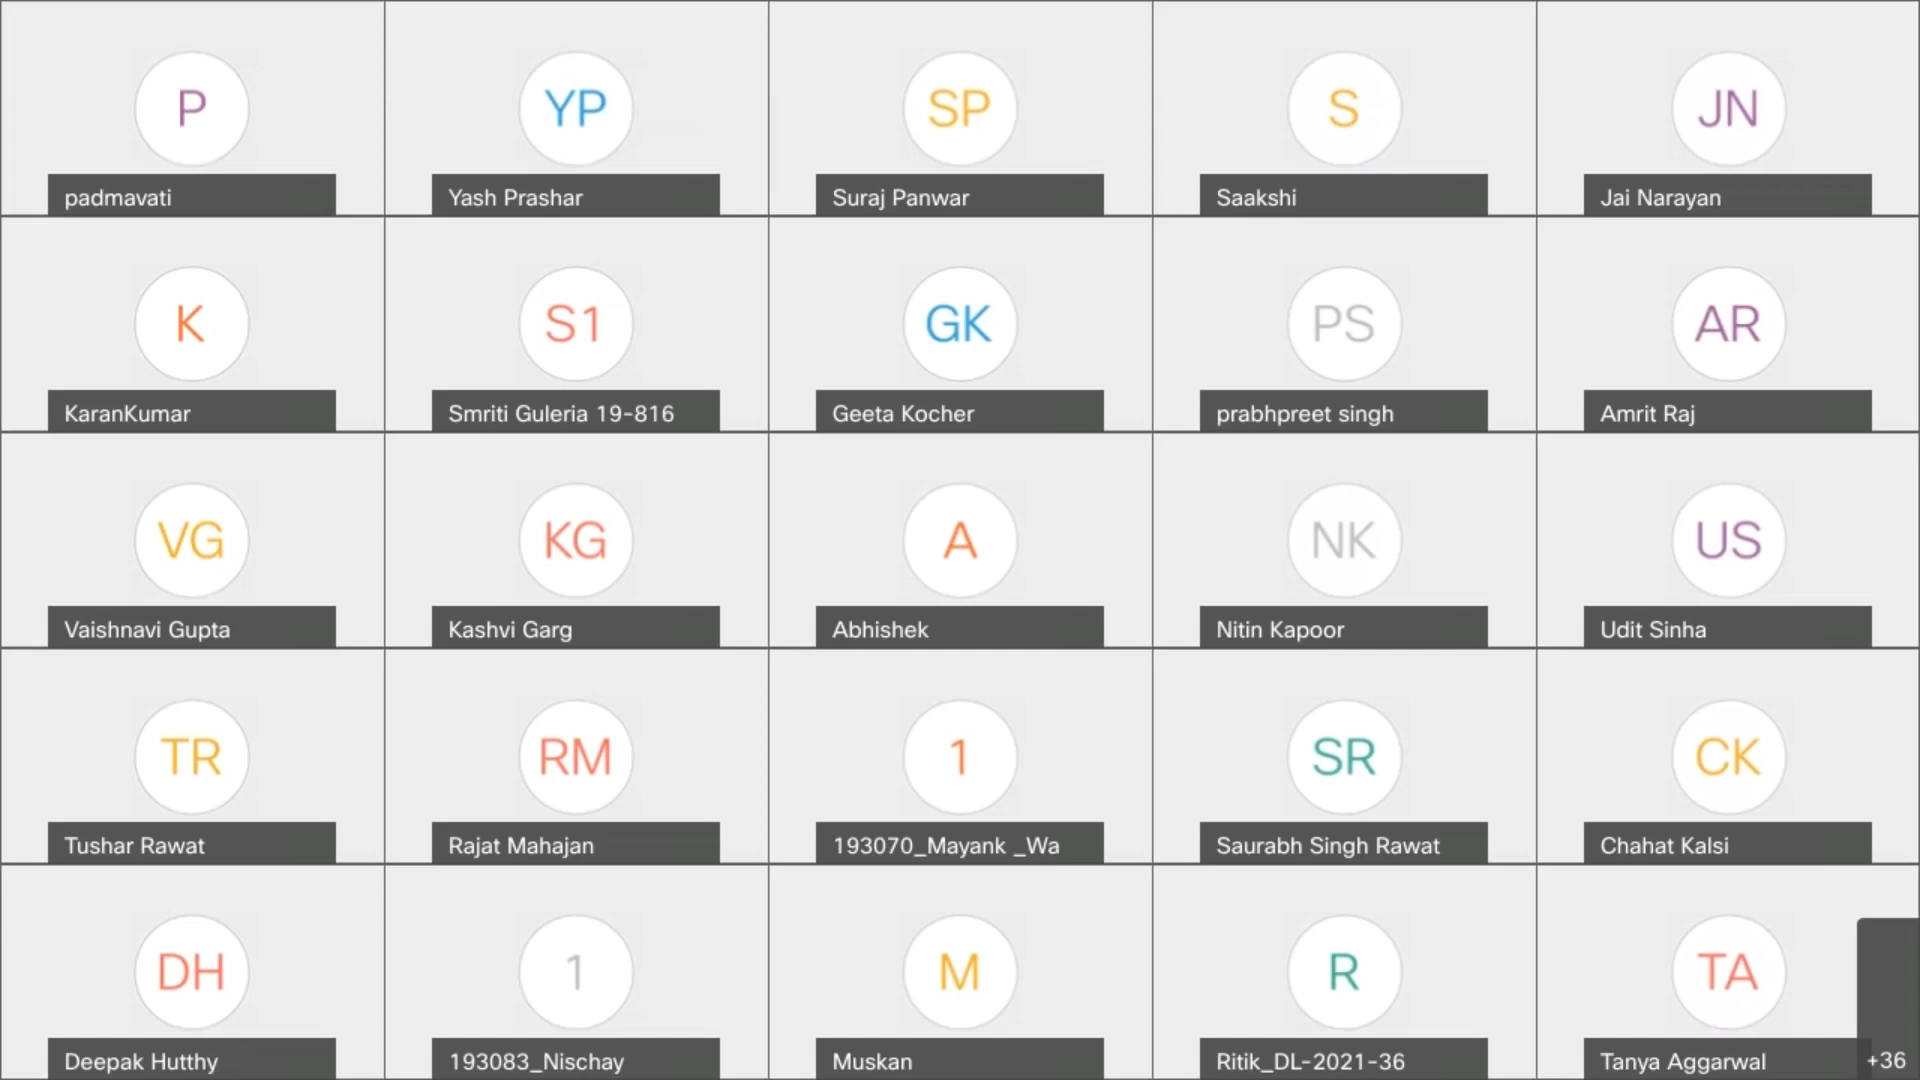 P
padmavati
YP
Yash Prashar
SP
Suraj Panwar
S
Saakshi
JN
Jai Narayan
K
KaranKumar
S1
Smriti Guleria 19-816
GK
Geeta Kocher
PS
prabhpreet singh
AR
Amrit Raj
VG
Vaishnavi Gupta
KG
Kashvi Garg
A
Abhishek
NK
Nitin Kapoor
US
Udit Sinha
TR
Tushar Rawat
RM
Rajat Mahajan
1
193070_Mayank _Wa
SR
Saurabh Singh Rawat
CK
Chahat Kalsi
DH
Deepak Hutthy
1
193083_Nischay
M
Muskan
R
Ritik_DL-2021-36
TA
Tanya Aggarwal
+36